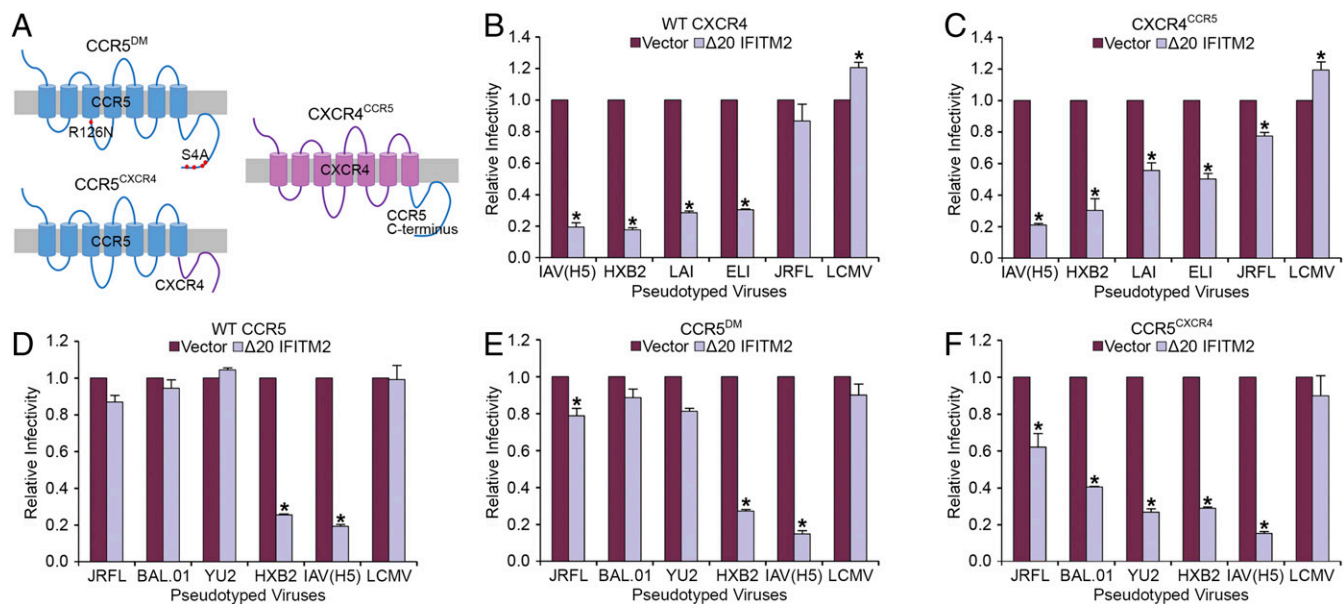 A
CCR5DM
CCR5
R126N
S4A
CCR5CXCR4
CCR5
CXCR4
CXCR4CCR5
CXCR4
CCR5
C-terminus
B
WT CXCR4
Vector Δ20 IFITM2
Relative Infectivity
1.4
1.2
1.0
0.8
0.6
0.4
0.2
0.0
* * * * *
IAV(H5) HXB2 LAI ELI JRFL LCMV
Pseudotyped Viruses
C
CXCR4CCR5
Vector Δ20 IFITM2
Relative Infectivity
1.4
1.2
1.0
0.8
0.6
0.4
0.2
0.0
* * * * * *
IAV(H5) HXB2 LAI ELI JRFL LCMV
Pseudotyped Viruses
D
WT CCR5
Vector Δ20 IFITM2
Relative Infectivity
1.2
1.0
0.8
0.6
0.4
0.2
0.0
* *
JRFL BAL.01 YU2 HXB2 IAV(H5) LCMV
Pseudotyped Viruses
E
CCR5DM
Vector Δ20 IFITM2
Relative Infectivity
1.2
1.0
0.8
0.6
0.4
0.2
0.0
* * *
JRFL BAL.01 YU2 HXB2 IAV(H5) LCMV
Pseudotyped Viruses
F
CCR5CXCR4
Vector Δ20 IFITM2
Relative Infectivity
1.2
1.0
0.8
0.6
0.4
0.2
0.0
* * * * *
JRFL BAL.01 YU2 HXB2 IAV(H5) LCMV
Pseudotyped Viruses